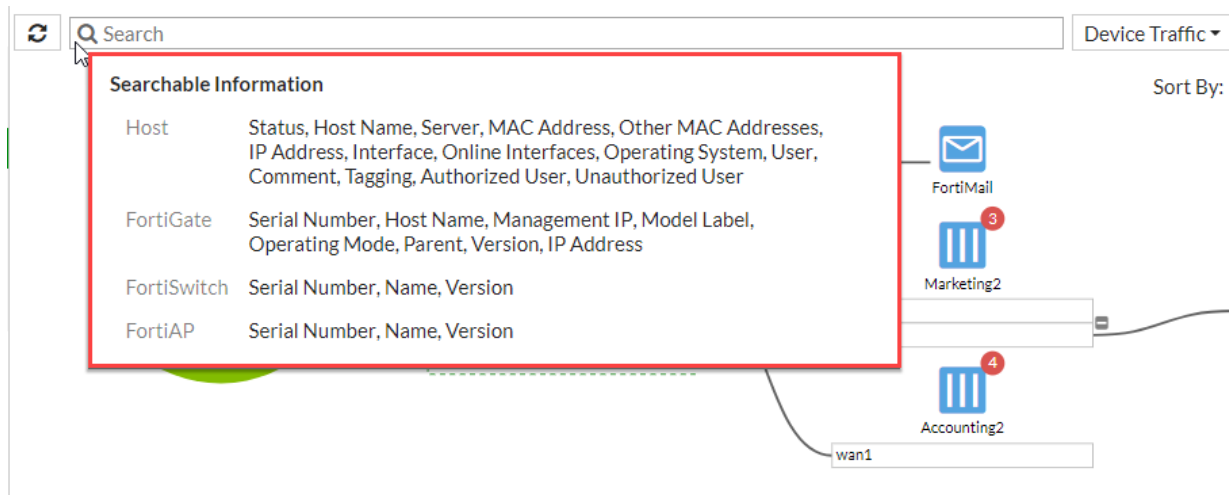 Search
Device Traffic
Sort By:
Searchable Information
Host
Status, Host Name, Server, MAC Address, Other MAC Addresses,
IP Address, Interface, Online Interfaces, Operating System, User,
Comment, Tagging, Authorized User, Unauthorized User
FortiGate
Serial Number, Host Name, Management IP, Model Label,
Operating Mode, Parent, Version, IP Address
FortiSwitch
Serial Number, Name, Version
FortiAP
Serial Number, Name, Version
FortiMail
3
Marketing2
4
Accounting2
wan1